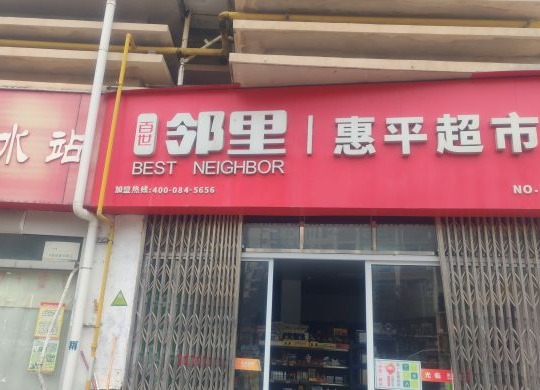 水站
百世
邻里
惠平超市
BEST NEIGHBOR
加盟热线:400-084-5656
NO-